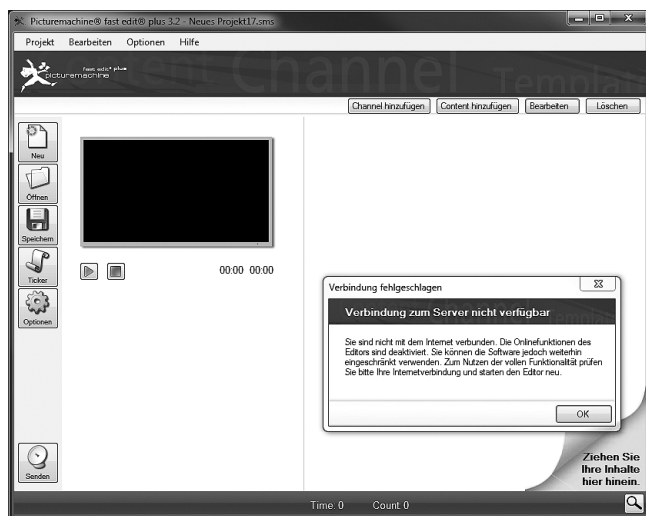 Picturemachine® fast edit® plus 3.2 - Neues Projekt17.sms
Projekt Bearbeiten Optionen Hilfe
Channel Templat
fast edit® plus
picturemachine
Channel hinzufügen Content hinzufügen Bearbeiten Löschen
Neu
Öffnen
Speichern
Ticker
Optionen
00:00 00:00
Verbindung fehlgeschlagen
Verbindung zum Server nicht verfügbar
Sie sind nicht mit dem Internet verbunden. Die Onlinefunktionen des
Editors sind deaktiviert. Sie können die Software jedoch weiterhin
eingeschränkt verwenden. Zum Nutzen der vollen Funktionalität prüfen
Sie bitte Ihre Internetverbindung und starten den Editor neu.
OK
Senden
Ziehen Sie
Ihre Inhalte
hier hinein.
Time: 0 Count: 0